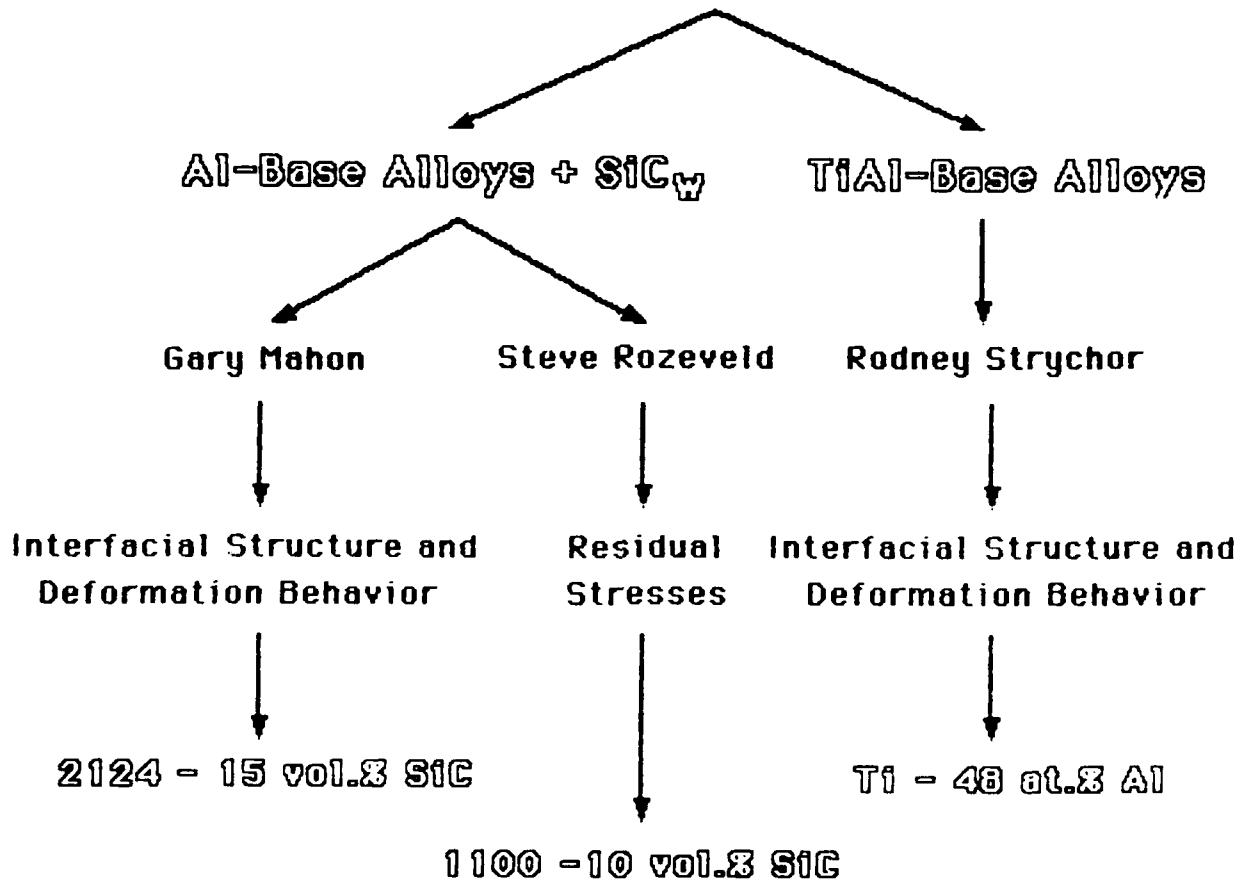 Al-Base Alloys + SiCw
TiAl-Base Alloys
Gary Mahon
Steve Rozeveld
Rodney Strychor
Interfacial Structure and
Deformation Behavior
Residual
Stresses
Interfacial Structure and
Deformation Behavior
2124 - 15 vol.% SiC
Ti - 48 at.% Al
1100 -10 vol.% SiC